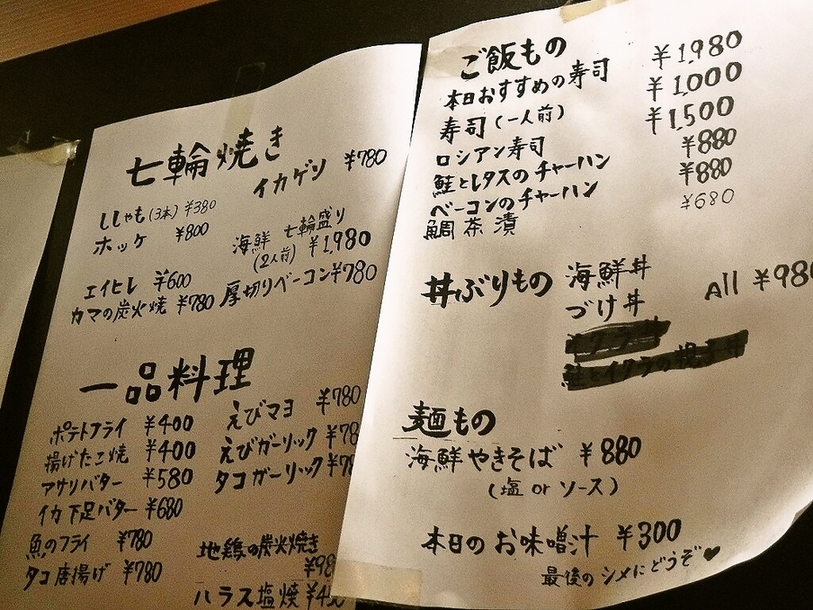 七輪焼き
イカゲソ ¥780
ししゃも(3本) ¥380
ホッケ ¥800
海鮮 七輪盛り
(2人前) ¥1,980
エイヒレ ¥600
厚切りベーコン ¥780
カマの炭火焼 ¥780
一品料理
ポテトフライ ¥400
揚げたこ焼 ¥400
アサリバター ¥580
イカ下足バター ¥680
魚のフライ ¥780
タコ唐揚げ ¥780
えびマヨ ¥780
えびガーリック ¥78
タコガーリック ¥78
地鶏の炭火焼き
¥98
ハラス塩焼 ¥4
ご飯もの
本日おすすめの寿司 ¥1,980
寿司(一人前) ¥1,000
ロシアン寿司 ¥1,500
鮭とレタスのチャーハン ¥880
ベーコンのチャーハン ¥880
鯛茶漬 ¥680
丼ぶりもの
海鮮丼
づけ丼
All ¥980
麺もの
海鮮やきそば ¥880
(塩 or ソース)
本日のお味噌汁 ¥300
最後のシメにどうぞ♥